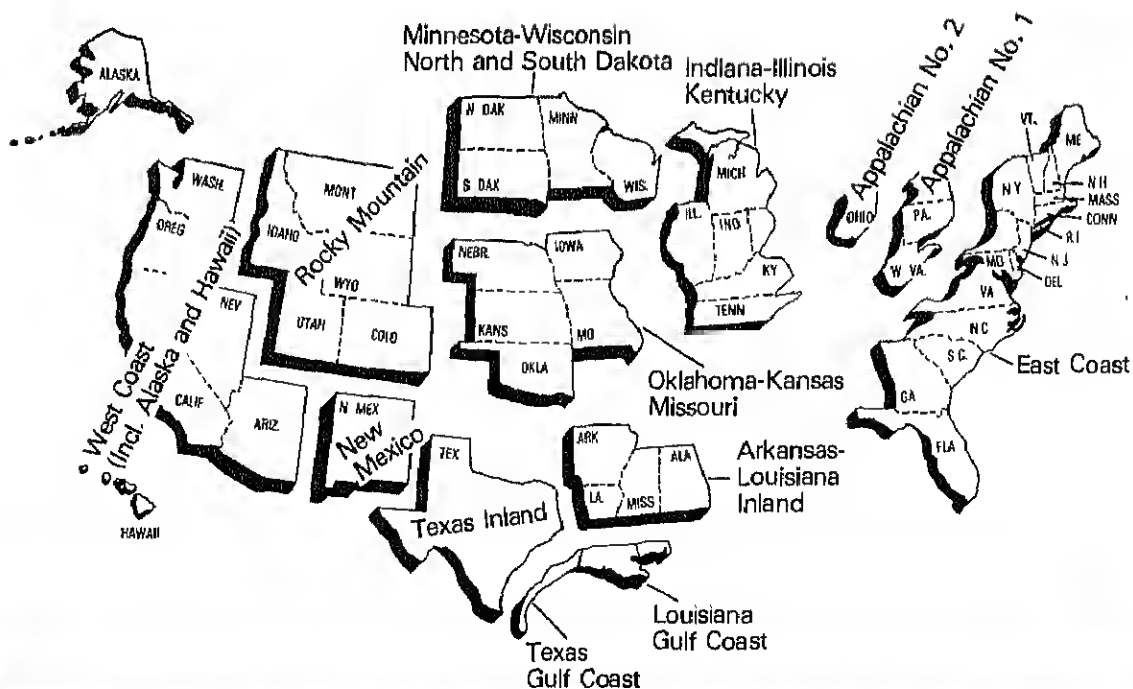 Minnesota-Wisconsin
North and South Dakota
Indiana-Illinois
Kentucky
Appalachian No. 2
Appalachian No. 1
ALASKA
WASH.
OREG
NEV
CALIF
ARIZ.
HAWAII
West Coast
(Incl. Alaska and Hawaii)
MONT
IDAHO
WYO
UTAH
COLO
Rocky Mountain
N MEX
New
Mexico
N DAK
MINN
S DAK
WIS.
NEBR.
IOWA
KANS
MO
OKLA
Oklahoma-Kansas
Missouri
MICH
ILL.
IND
KY
TENN
TEX
Texas Inland
ARK
LA.
MISS
ALA
Arkansas-
Louisiana
Inland
Louisiana
Gulf Coast
Texas
Gulf Coast
OHIO
PA.
W VA.
VT.
ME
NY
N H
MASS
CONN
R.I
N J
DEL
MD
VA
N C
S C.
GA
FLA
East Coast